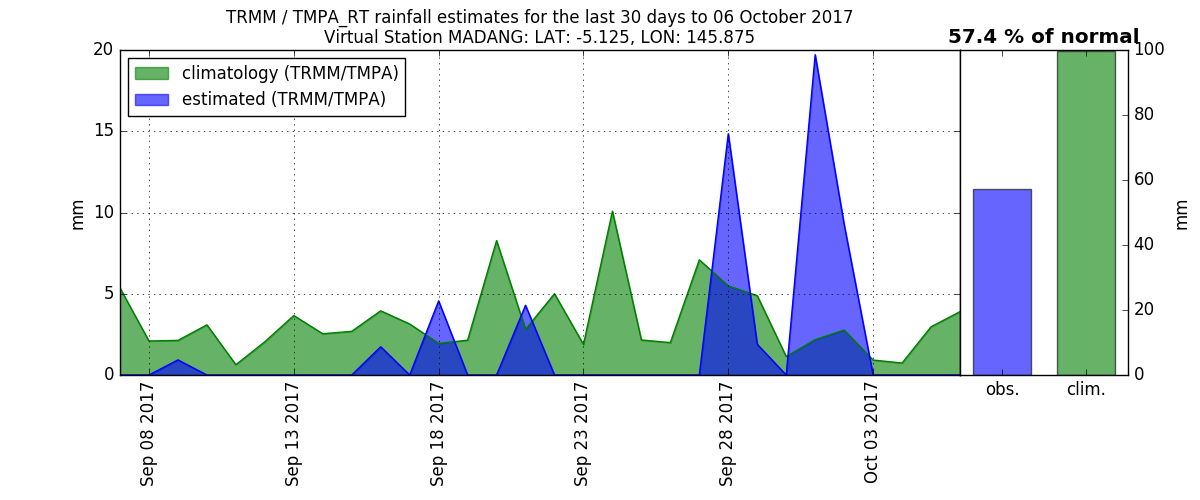 TRMM / TMPA_RT rainfall estimates for the last 30 days to 06 October 2017
Virtual Station MADANG: LAT: -5.125, LON: 145.875
57.4 % of normal
climatology (TRMM/TMPA)
estimated (TRMM/TMPA)
mm
20
15
10
5
0
Sep 08 2017
Sep 13 2017
Sep 18 2017
Sep 23 2017
Sep 28 2017
Oct 03 2017
100
80
60
40
20
0
mm
obs.
clim.